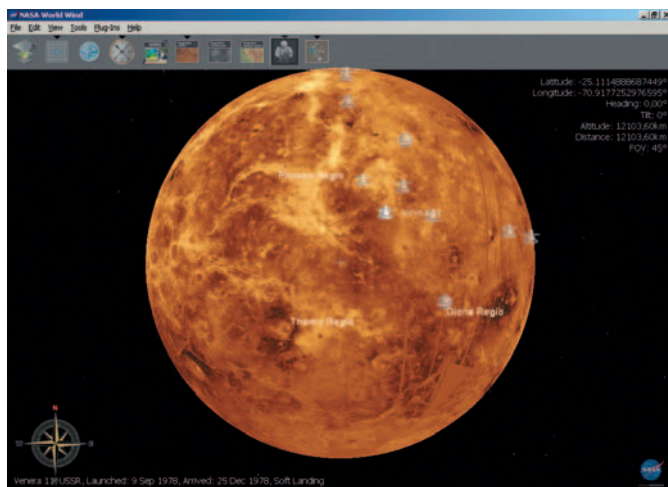 NASA World Wind
File Edit View Tools Plug-Ins Help
Latitude: -25.1114888687449°
Longitude: -70.9177252976595°
Heading: 0,00°
Tilt: 0°
Altitude: 12103,60km
Distance: 12103,60km
FOV: 45°
Phoebe Regio
Themis Regio
Dione Regio
N
USSR, Launched: 9 Sep 1978, Arrived: 25 Dec 1978, Soft Landing
NASA